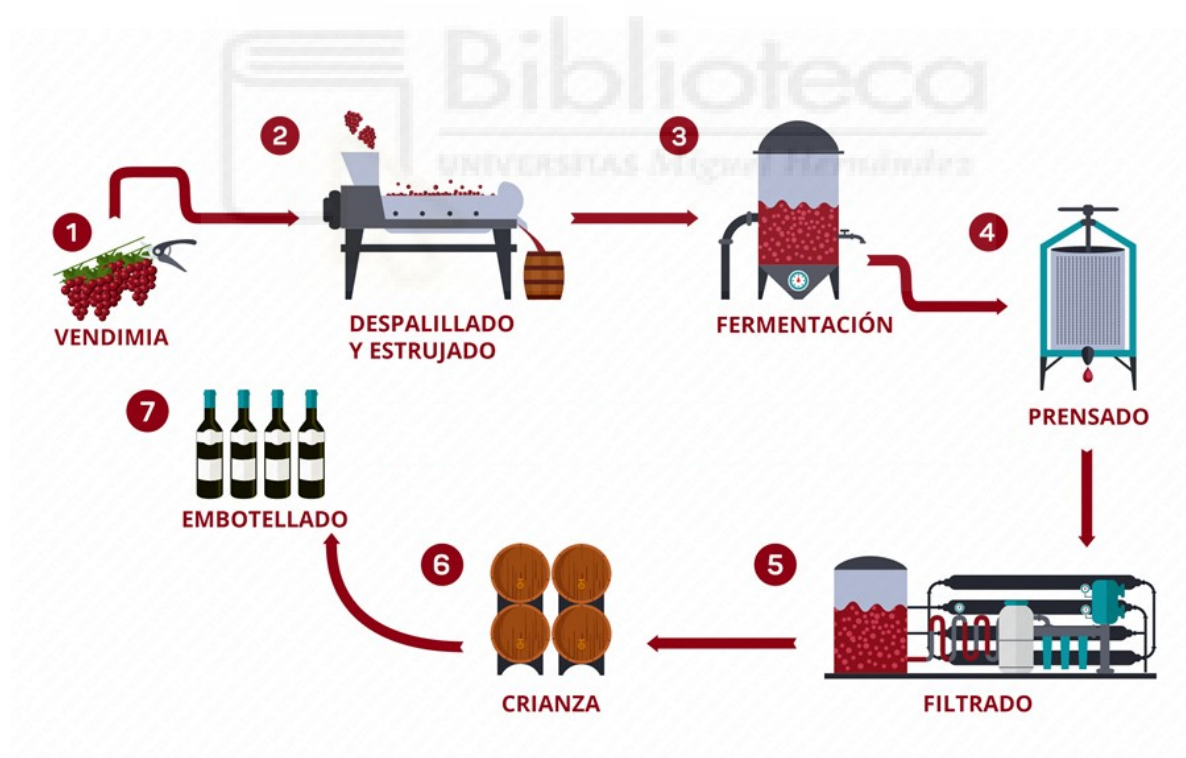 Biblioteca
UNIVERSITAS Miguel Hernández
1
VENDIMIA
2
DESPALILLADO
Y ESTRUJADO
3
FERMENTACIÓN
4
PRENSADO
5
FILTRADO
6
CRIANZA
7
EMBOTELLADO